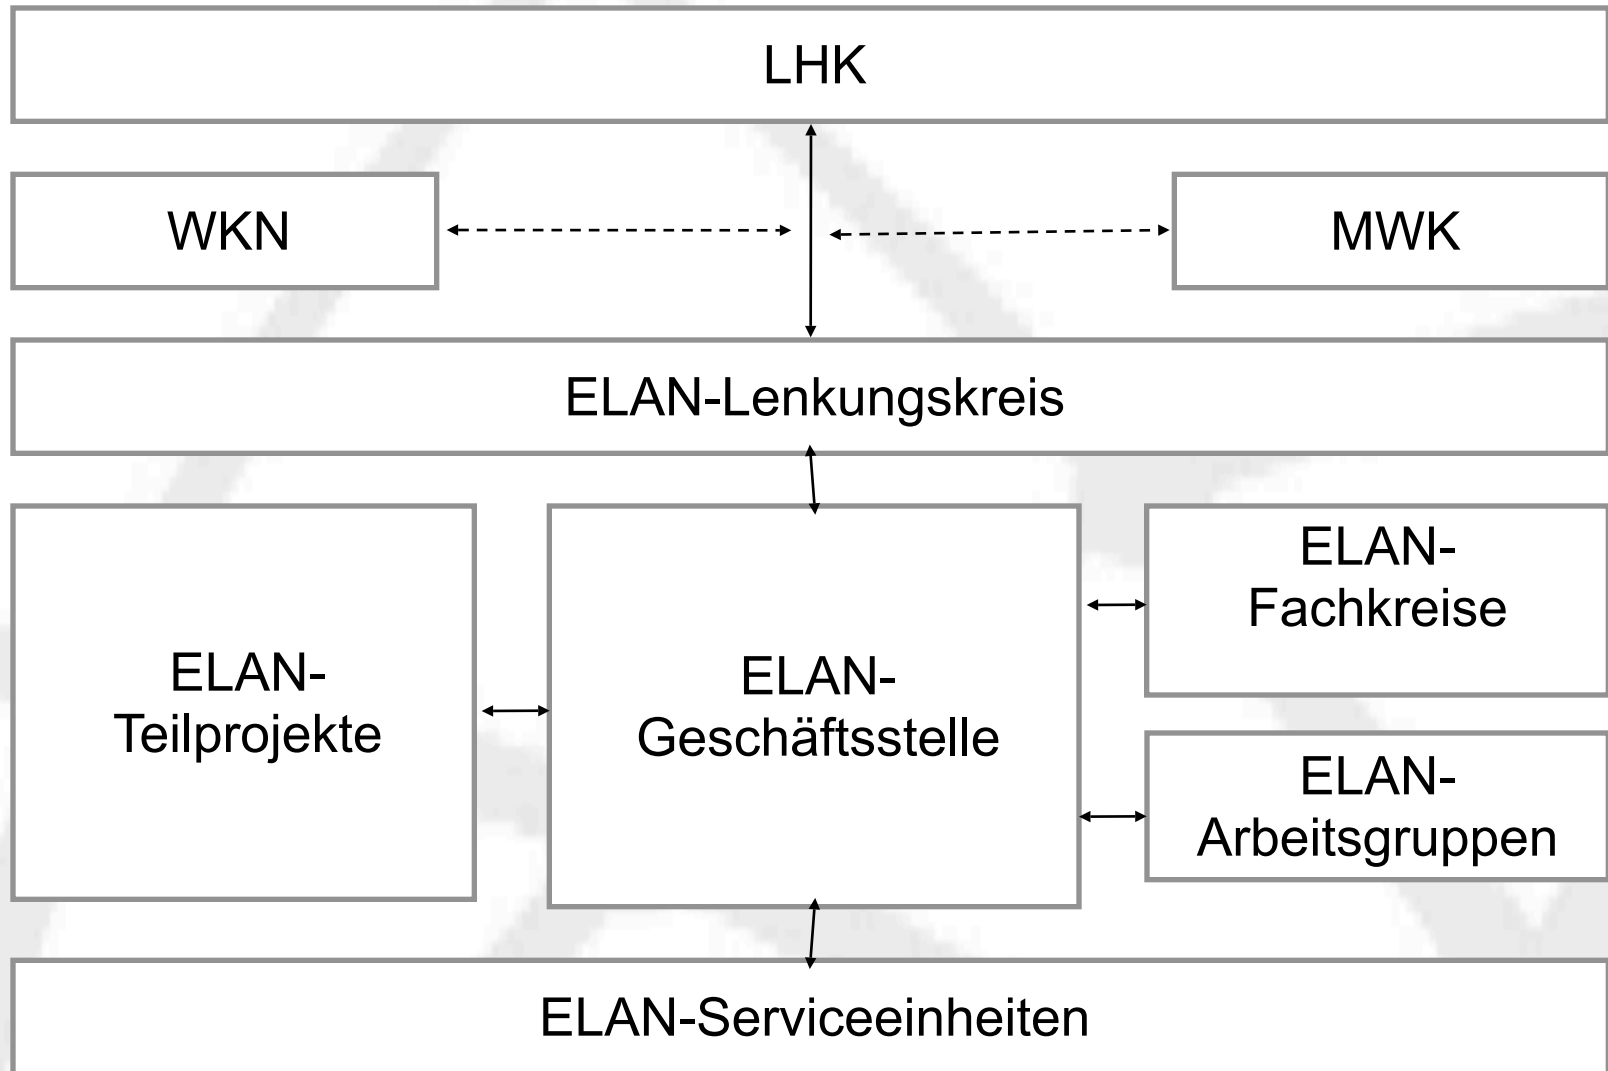 LHK
WKN
MWK
ELAN-Lenkungskreis
ELAN-
Teilprojekte
ELAN-
Geschäftsstelle
ELAN-
Fachkreise
ELAN-
Arbeitsgruppen
ELAN-Serviceeinheiten